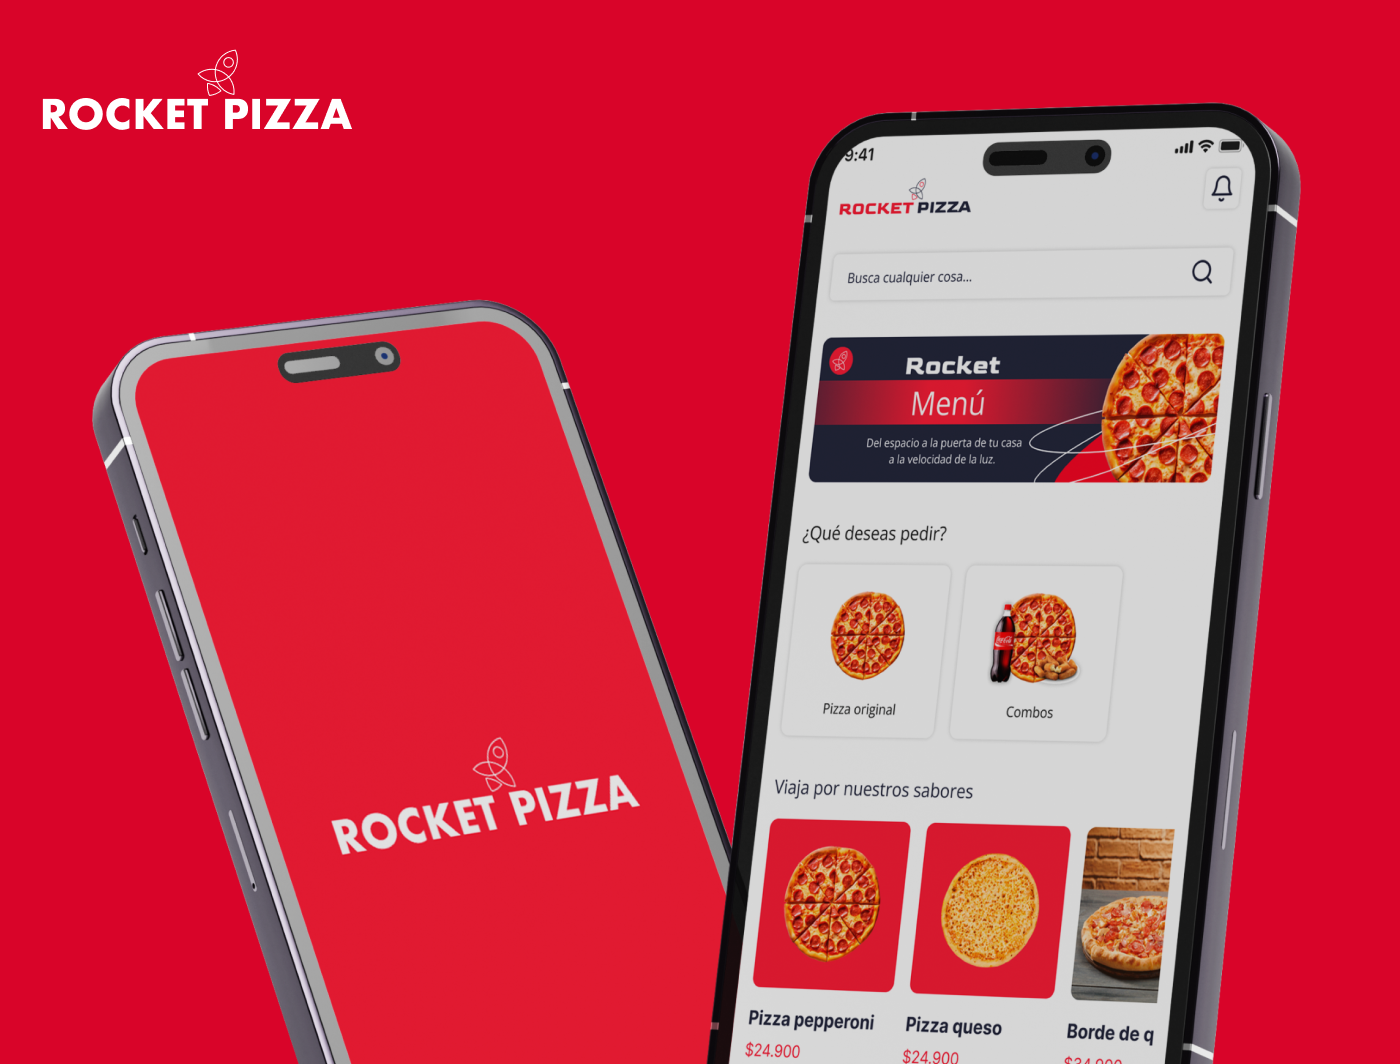 ROCKET PIZZA
9:41
ROCKET PIZZA
Busca cualquier cosa...
Rocket
Menú
Del espacio a la puerta de tu casa
a la velocidad de la luz.
¿Qué deseas pedir?
Pizza original
Combos
Viaja por nuestros sabores
Pizza pepperoni
$24.900
Pizza queso
$24.900
Borde de q
$34.900
ROCKET PIZZA